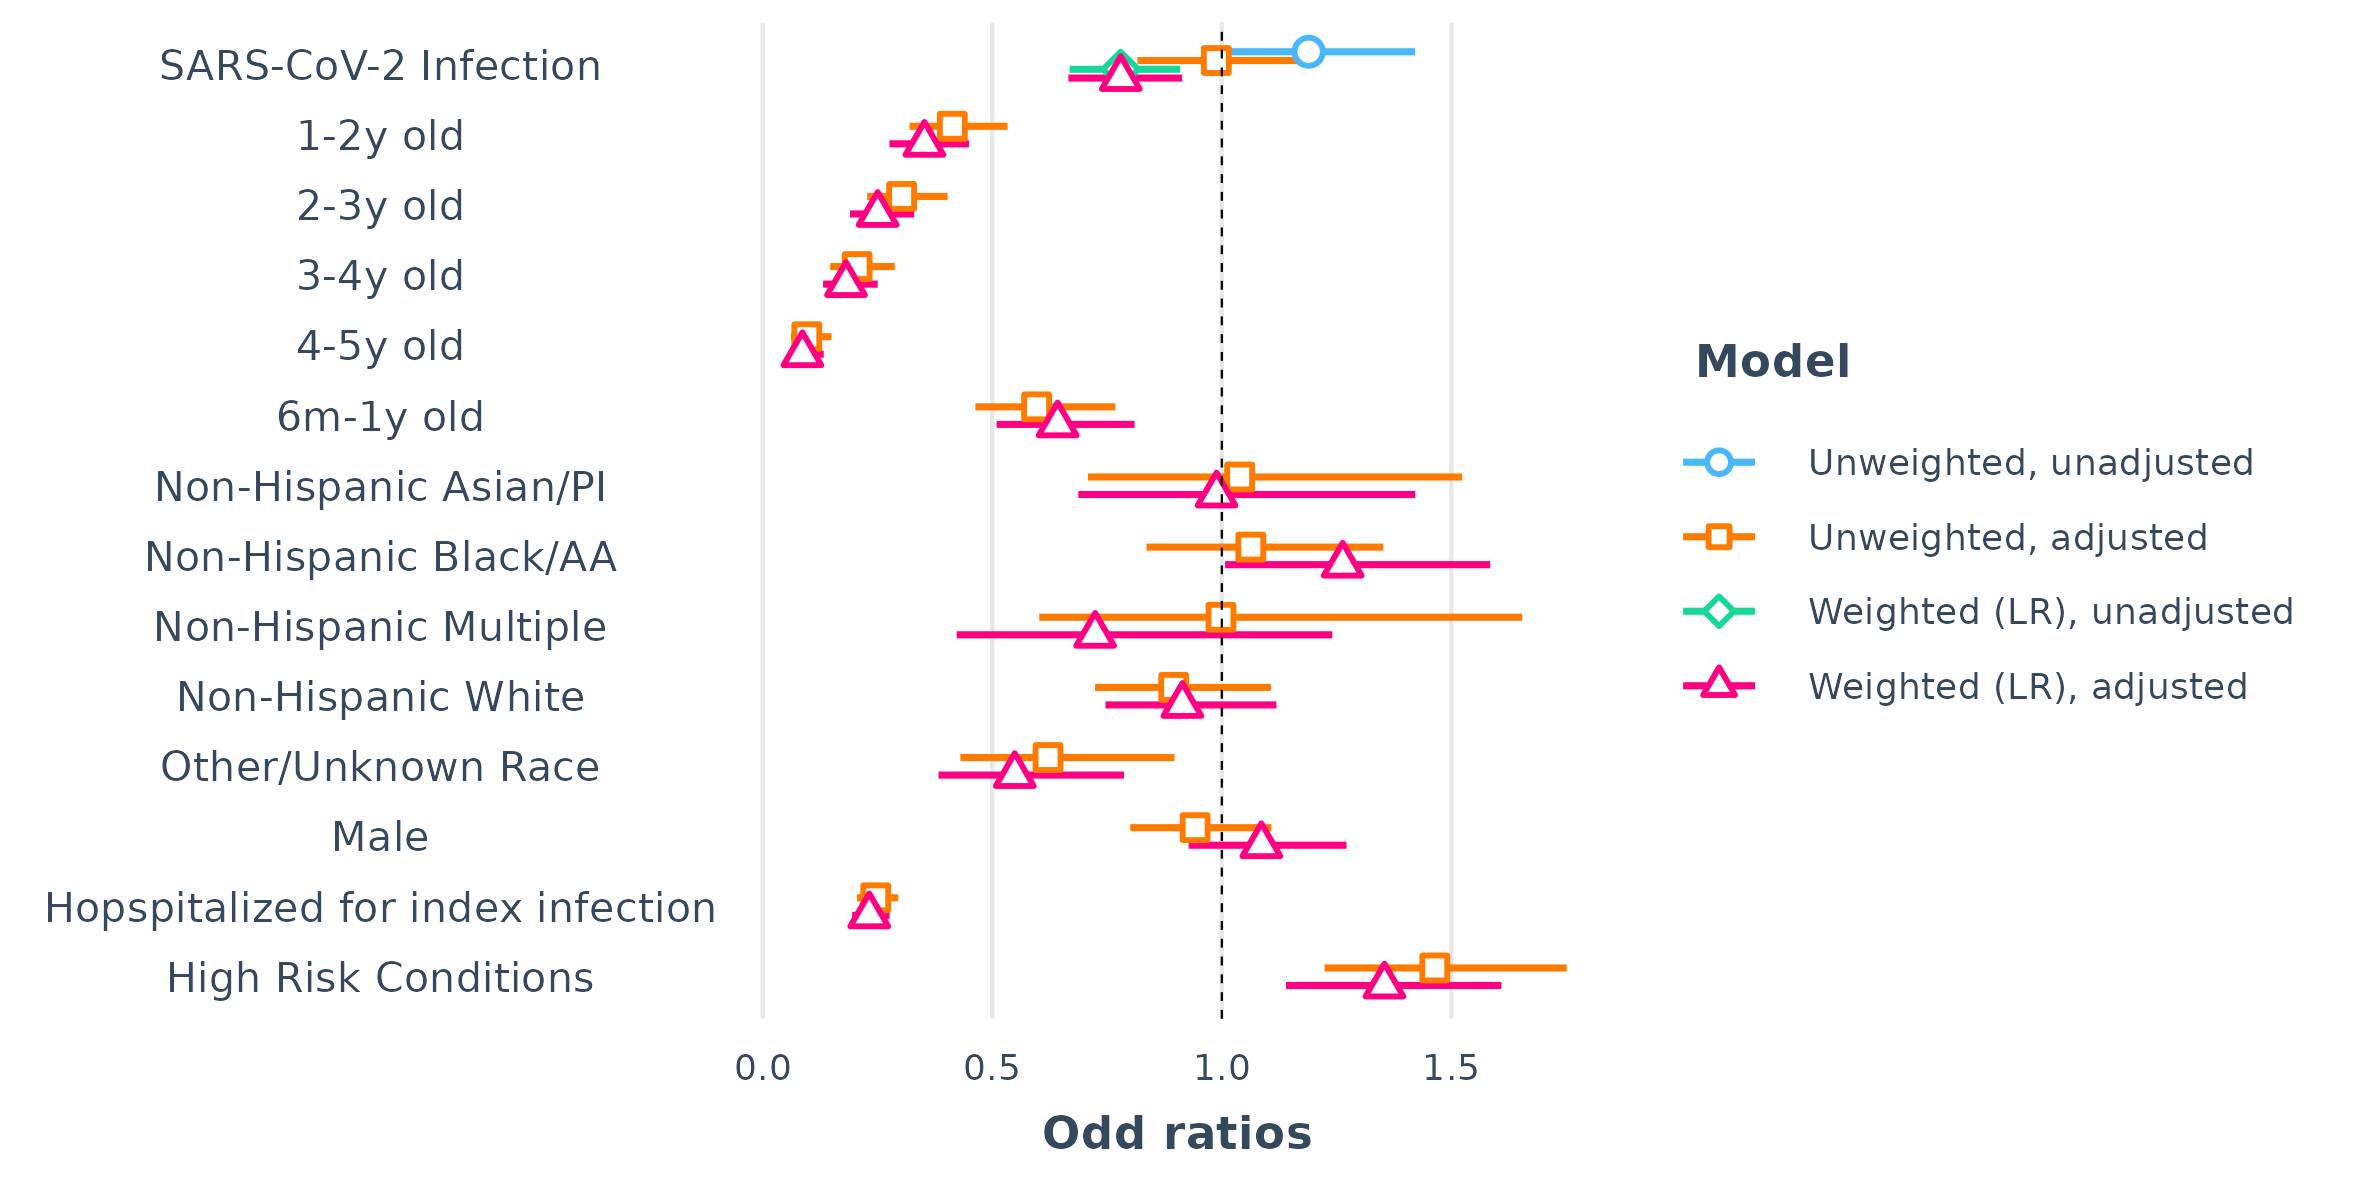 SARS-CoV-2 Infection
1-2y old
2-3y old
3-4y old
4-5y old
6m-1y old
Non-Hispanic Asian/PI
Non-Hispanic Black/AA
Non-Hispanic Multiple
Non-Hispanic White
Other/Unknown Race
Male
Hopspitalized for index infection
High Risk Conditions
0.0 0.5 1.0 1.5
Odd ratios
Model
Unweighted, unadjusted
Unweighted, adjusted
Weighted (LR), unadjusted
Weighted (LR), adjusted